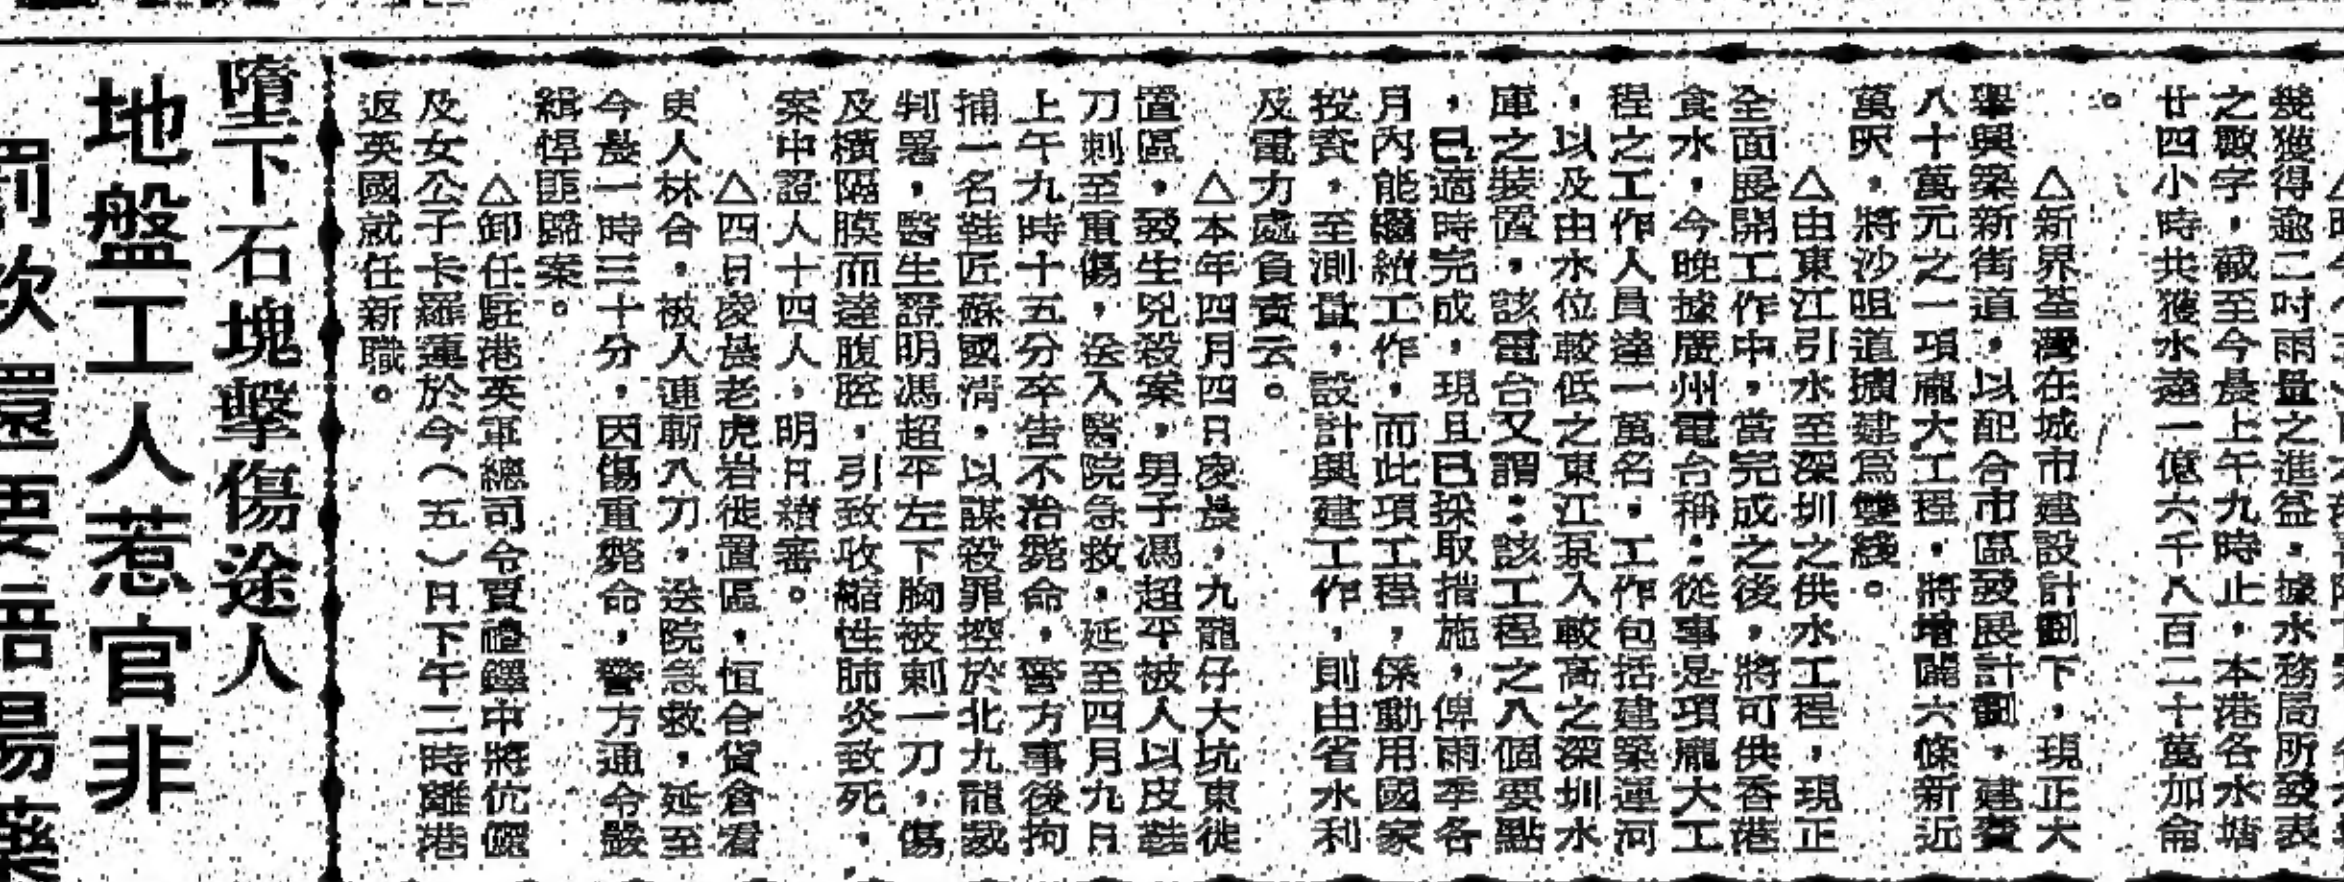 幾獲得逾二吋雨量之進益。據水務局所發表
之數字，截至今晨上午九時止，本港各水塘
廿四小時共獲水達一億六千八百二十萬加侖
。
△新界荃灣在城市建設計劃下，現正大
舉興築新街道，以配合市區發展計劃，建費
八十萬元之一項龐大工程，將增闢六條新近
萬呎，將沙咀道擴建爲雙綫。
△由東江引水至深圳之供水工程，現正
全面展開工作中，當完成之後，將可供香港
食水，今晚據廣州電台稱：從事是項龐大工
程之工作人員達一萬名，工作包括建築運河
，以及由水位較低之東江泵入較高之深圳水
庫之裝置，該電台又謂：該工程之八個要點
，已適時完成，現且已採取措施，俾雨季各
月內能繼續工作，而此項工程，係動用國家
投資，至測量，設計與建工作，則由省水利
及電力處負責云。
△本年四月四日凌晨，九龍仔大坑東徙
置區，發生兇殺案，男子馮超平被人以皮鞋
刀刺至重傷，送入醫院急救，延至四月九日
上午九時十五分卒告不治斃命，警方事後拘
捕一名鞋匠蘇國清，以謀殺罪控於北九龍裁
判署，醫生證明馮超平左下胸被刺一刀，傷
及橫隔膜而達腹腔，引致收縮性肺炎致死，
案中證人十四人，明日續審。
△四日凌晨老虎岩徙置區，恒合貨倉看
更人林合，被人連斬八刀，送院急救，延至
今晨一時三十分，因傷重斃命，警方通令嚴
緝悍匪歸案。
△卸任駐港英軍總司令賈禮鐸中將伉儷
及女公子卡羅蓮於今（五）日下午二時離港
返英國就任新職。
墮下石塊擊傷途人
地盤工人惹官非
罰欵還要賠湯藥